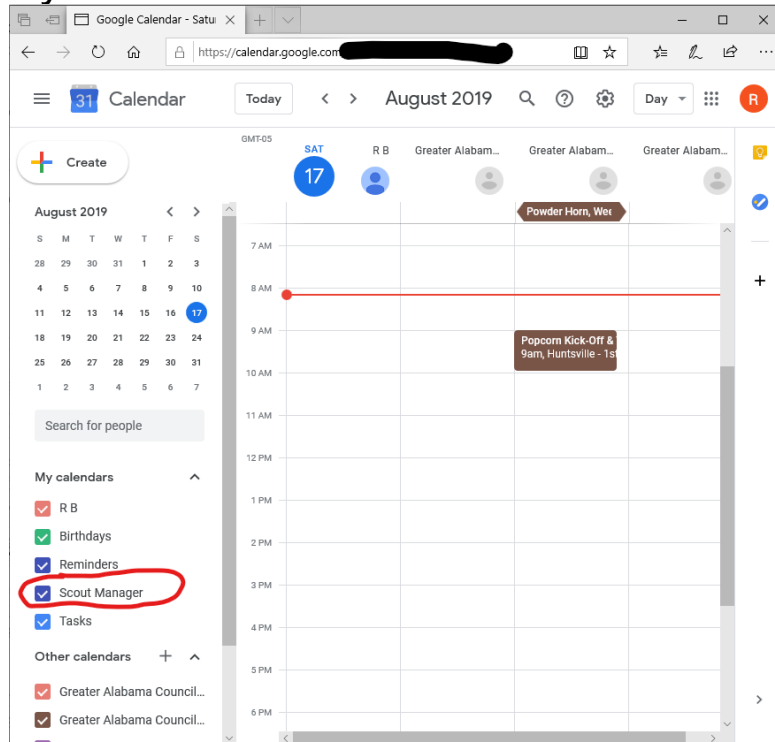 Google Calendar - Satu
https://calendar.google.com
31 Calendar Today August 2019 Day R
Create
GMT-05 SAT R B Greater Alabam... Greater Alabam... Greater Alabam...
17
August 2019
Powder Horn, Wee
S M T W T F S
28 29 30 31 1 2 3
4 5 6 7 8 9 10
11 12 13 14 15 16 17
18 19 20 21 22 23 24
25 26 27 28 29 30 31
1 2 3 4 5 6 7
Search for people
My calendars
R B
Birthdays
Reminders
Scout Manager
Tasks
Other calendars
Greater Alabama Council...
Greater Alabama Council...
7 AM
8 AM
9 AM
Popcorn Kick-Off &
9am, Huntsville - 1st
10 AM
11 AM
12 PM
1 PM
2 PM
3 PM
4 PM
5 PM
6 PM